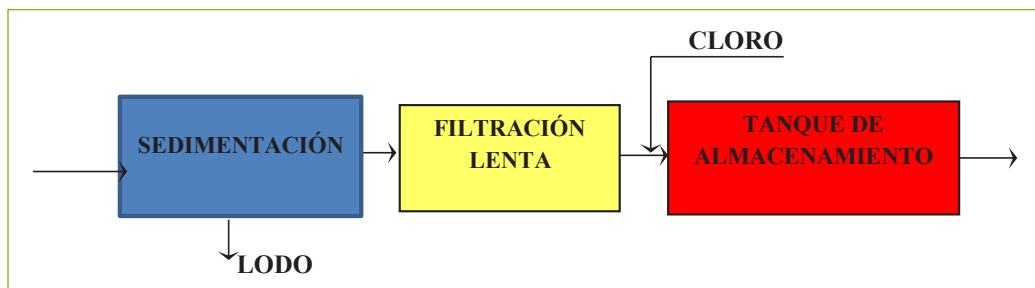 CLORO
SEDIMENTACIÓN
FILTRACIÓN
LENTA
TANQUE DE
ALMACENAMIENTO
LODO